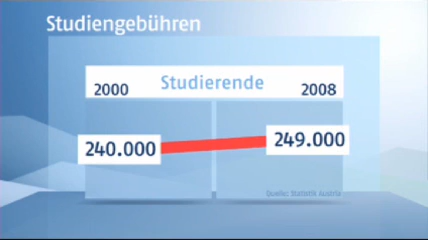 Studiengebühren
Studierende
2000 2008
240.000 249.000
Quelle: Statistik Austria